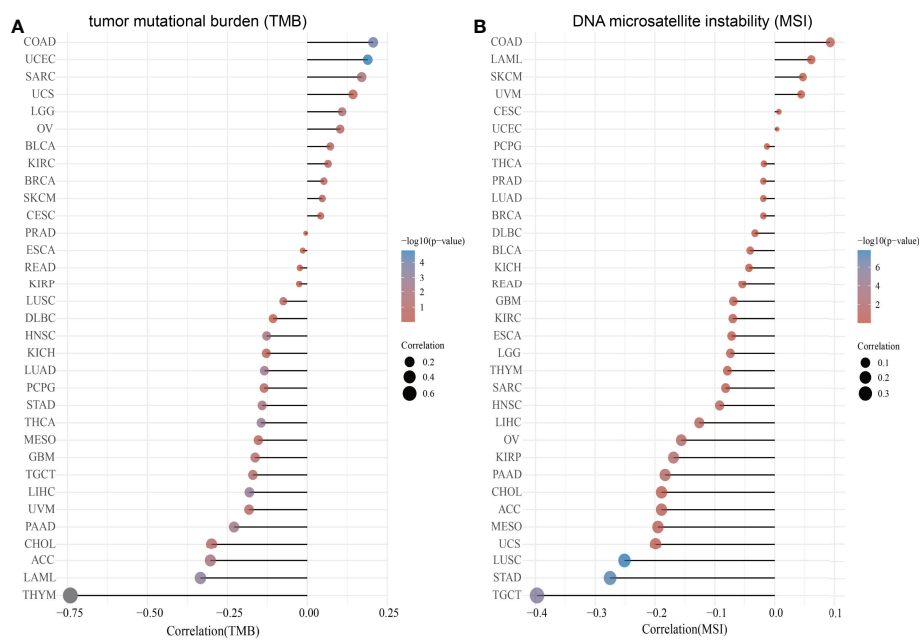 A
tumor mutational burden (TMB)
COAD
UCEC
SARC
UCS
LGG
OV
BLCA
KIRC
BRCA
SKCM
CESC
PRAD
ESCA
READ
KIRP
LUSC
DLBC
HNSC
KICH
LUAD
PCPG
STAD
THCA
MESO
GBM
TGCT
LIHC
UVM
PAAD
CHOL
ACC
LAML
THYM
−0.75
−0.50
−0.25
0.00
0.25
Correlation(TMB)
−log10(p−value)
4
3
2
1
Correlation
0.2
0.4
0.6
B
DNA microsatellite instability (MSI)
COAD
LAML
SKCM
UVM
CESC
UCEC
PCPG
THCA
PRAD
LUAD
BRCA
DLBC
BLCA
KICH
READ
GBM
KIRC
ESCA
LGG
THYM
SARC
HNSC
LIHC
OV
KIRP
PAAD
CHOL
ACC
MESO
UCS
LUSC
STAD
TGCT
−0.4
−0.3
−0.2
−0.1
0.0
0.1
Correlation(MSI)
−log10(p−value)
6
4
2
Correlation
0.1
0.2
0.3